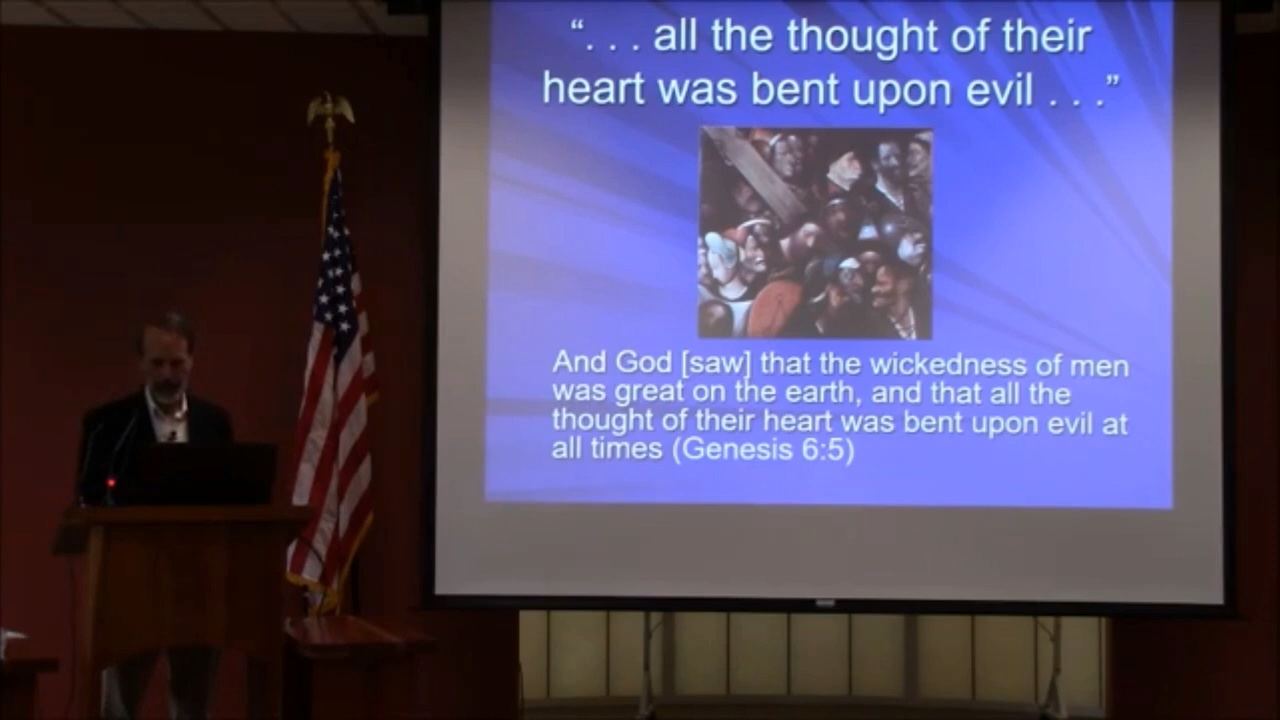 “. . . all the thought of their
heart was bent upon evil . . .”
And God [saw] that the wickedness of men
was great on the earth, and that all the
thought of their heart was bent upon evil at
all times (Genesis 6:5)